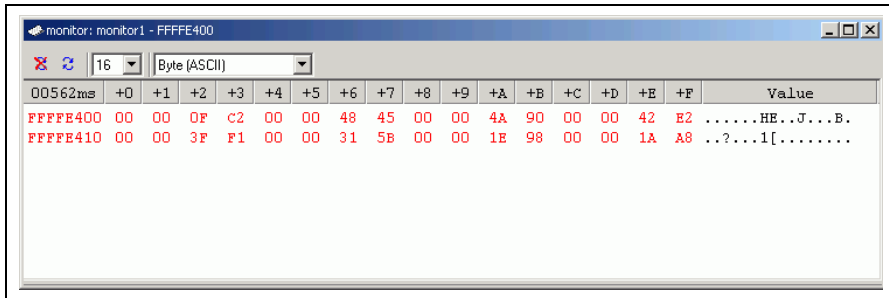 monitor: monitor1 - FFFFE400
16 Byte (ASCII)
00562ms +0 +1 +2 +3 +4 +5 +6 +7 +8 +9 +A +B +C +D +E +F Value
FFFFE400 00 00 0F C2 00 00 48 45 00 00 4A 90 00 00 42 E2 ......HE..J...B.
FFFFE410 00 00 3F F1 00 00 31 5B 00 00 1E 98 00 00 1A A8 ..?...1[........